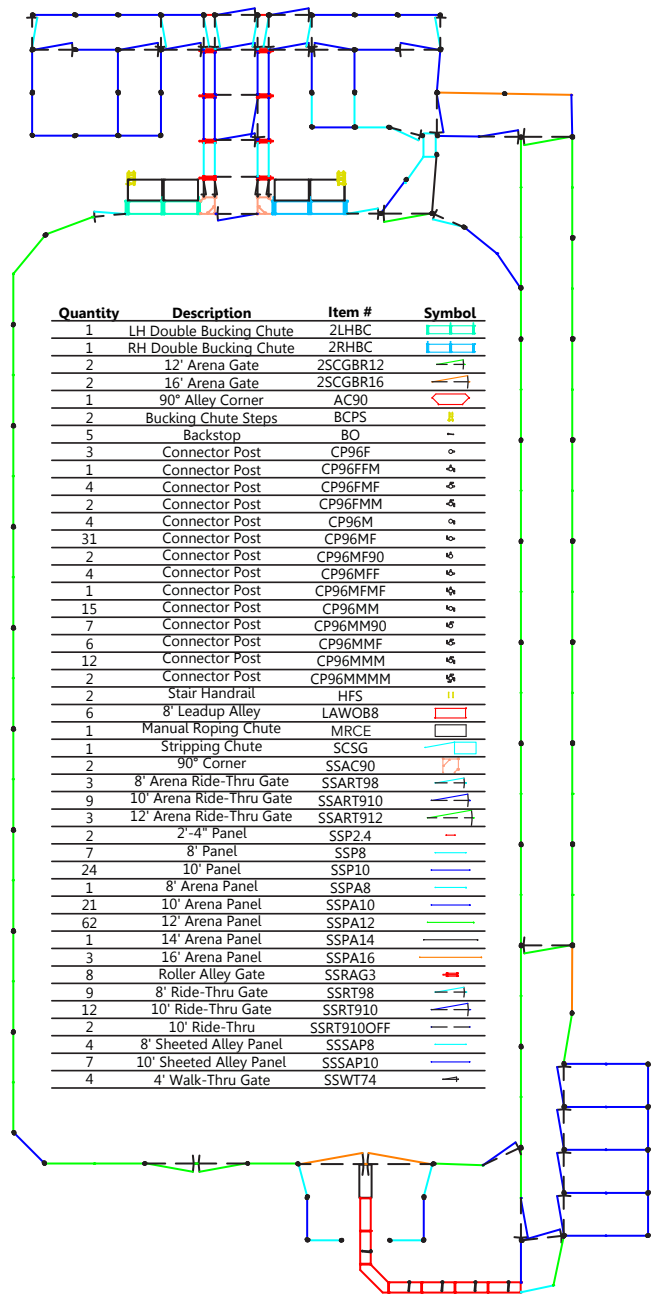 Quantity Description Item # Symbol
1 LH Double Bucking Chute 2LHBC
1 RH Double Bucking Chute 2RHBC
2 12' Arena Gate 2SCGBR12
2 16' Arena Gate 2SCGBR16
1 90° Alley Corner AC90
2 Bucking Chute Steps BCPS
5 Backstop BO
3 Connector Post CP96F
1 Connector Post CP96FFM
4 Connector Post CP96FMF
2 Connector Post CP96FMM
4 Connector Post CP96M
31 Connector Post CP96MF
2 Connector Post CP96MF90
4 Connector Post CP96MFF
1 Connector Post CP96MFMF
15 Connector Post CP96MM
7 Connector Post CP96MM90
6 Connector Post CP96MMF
12 Connector Post CP96MMM
2 Connector Post CP96MMMM
2 Stair Handrail HFS
6 8' Leadup Alley LAWOB8
1 Manual Roping Chute MRCE
1 Stripping Chute SCSG
2 90° Corner SSAC90
3 8' Arena Ride-Thru Gate SSART98
9 10' Arena Ride-Thru Gate SSART910
3 12' Arena Ride-Thru Gate SSART912
2 2'-4" Panel SSP2.4
7 8' Panel SSP8
24 10' Panel SSP10
1 8' Arena Panel SSPA8
21 10' Arena Panel SSPA10
62 12' Arena Panel SSPA12
1 14' Arena Panel SSPA14
3 16' Arena Panel SSPA16
8 Roller Alley Gate SSRAG3
9 8' Ride-Thru Gate SSRT98
12 10' Ride-Thru Gate SSRT910
2 10' Ride-Thru SSRT910OFF
4 8' Sheeted Alley Panel SSSAP8
7 10' Sheeted Alley Panel SSSAP10
4 4' Walk-Thru Gate SSWT74